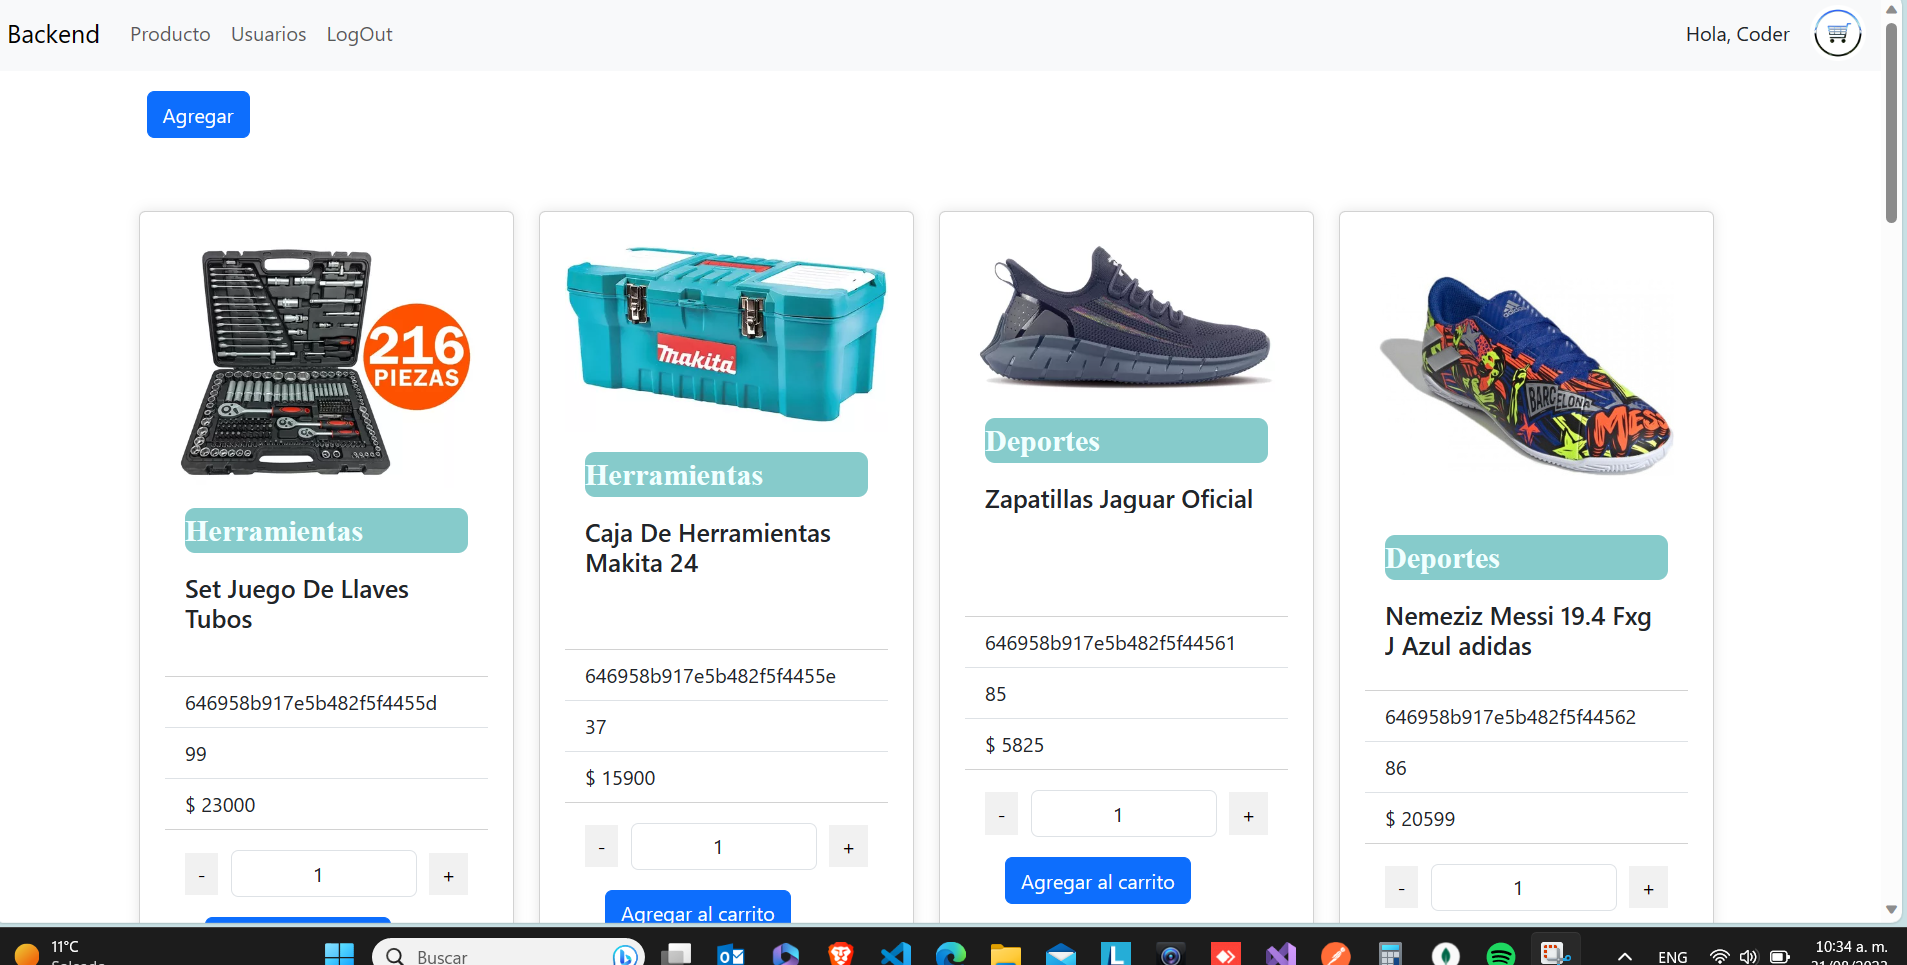 Backend Producto Usuarios LogOut Hola, Coder
Agregar
216
PIEZAS
Herramientas
Set Juego De Llaves
Tubos
646958b917e5b482f5f4455d
99
$ 23000
- 1 +
makita
Herramientas
Caja De Herramientas
Makita 24
646958b917e5b482f5f4455e
37
$ 15900
- 1 +
Agregar al carrito
Deportes
Zapatillas Jaguar Oficial
646958b917e5b482f5f44561
85
$ 5825
- 1 +
Agregar al carrito
adidas
BARCELONA
MESSI
Deportes
Nemeziz Messi 19.4 Fxg
J Azul adidas
646958b917e5b482f5f44562
86
$ 20599
- 1 +
11°C
Buscar
ENG
10:34 a. m.